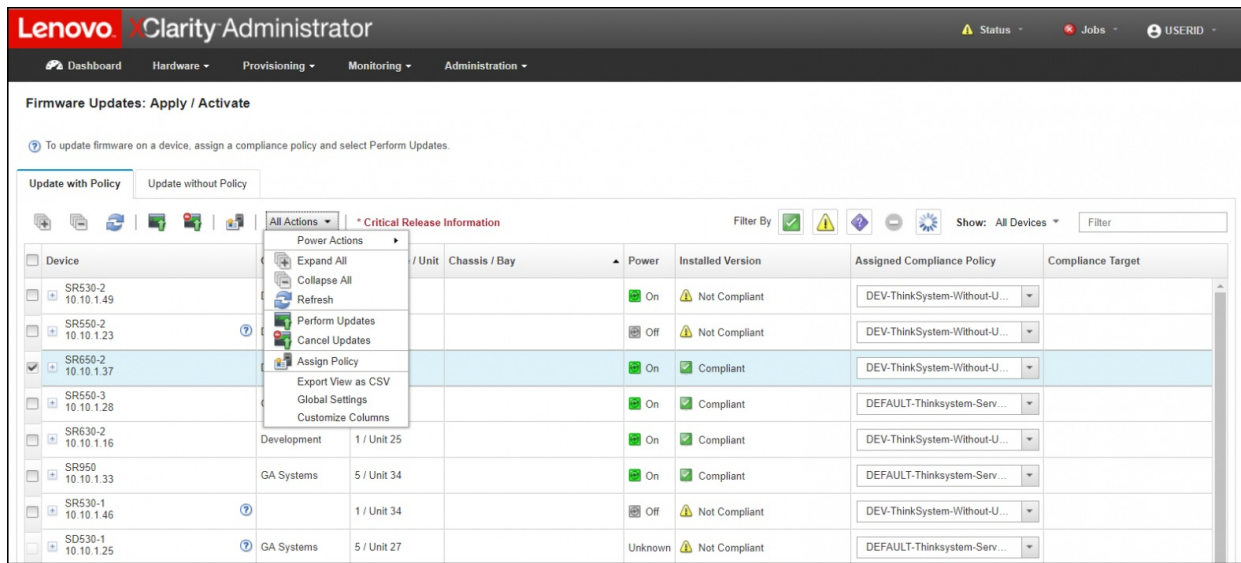 Lenovo. XClarity Administrator
Status
Jobs
USERID
Dashboard Hardware Provisioning Monitoring Administration
Firmware Updates: Apply / Activate
? To update firmware on a device, assign a compliance policy and select Perform Updates.
Update with Policy Update without Policy
All Actions * Critical Release Information Filter By Show: All Devices Filter
Power Actions
Expand All
Collapse All
Refresh
Perform Updates
Cancel Updates
Assign Policy
Export View as CSV
Global Settings
Customize Columns
Device / Unit Chassis / Bay Power Installed Version Assigned Compliance Policy Compliance Target
SR530-2
10.10.1.49 On Not Compliant DEV-ThinkSystem-Without-U...
SR550-2
10.10.1.23 ? Off Not Compliant DEV-ThinkSystem-Without-U...
SR650-2
10.10.1.37 On Compliant DEV-ThinkSystem-Without-U...
SR550-3
10.10.1.28 On Compliant DEFAULT-Thinksystem-Serv...
SR630-2
10.10.1.16 Development 1 / Unit 25 On Compliant DEV-ThinkSystem-Without-U...
SR950
10.10.1.33 GA Systems 5 / Unit 34 On Compliant DEFAULT-Thinksystem-Serv...
SR530-1
10.10.1.46 ? 1 / Unit 34 Off Not Compliant DEV-ThinkSystem-Without-U...
SD530-1
10.10.1.25 ? GA Systems 5 / Unit 27 Unknown Not Compliant DEFAULT-Thinksystem-Serv...